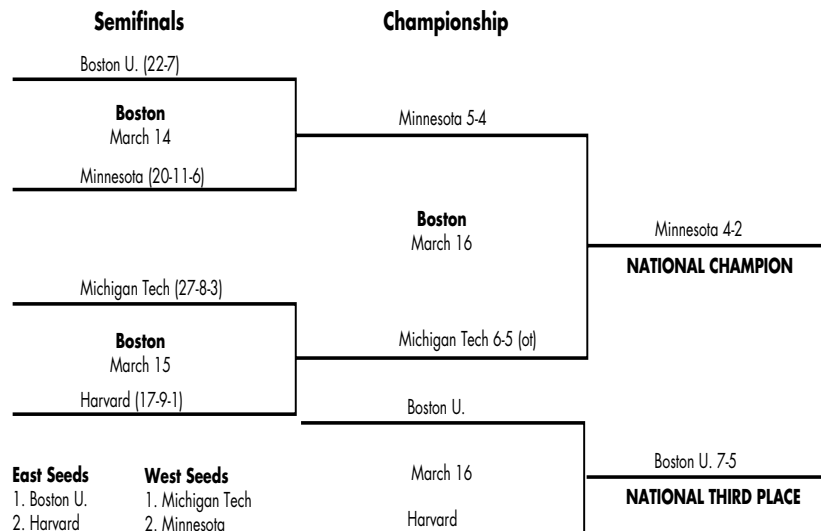 Semifinals
Championship
Boston U. (22-7)
Boston
March 14
Minnesota 5-4
Minnesota (20-11-6)
Boston
March 16
Minnesota 4-2
NATIONAL CHAMPION
Michigan Tech (27-8-3)
Boston
March 15
Michigan Tech 6-5 (ot)
Harvard (17-9-1)
Boston U.
March 16
Boston U. 7-5
NATIONAL THIRD PLACE
Harvard
East Seeds
1. Boston U.
2. Harvard
West Seeds
1. Michigan Tech
2. Minnesota